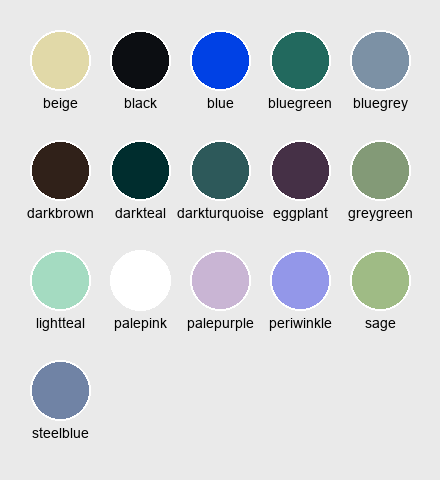 beige black blue bluegreen bluegrey
darkbrown darkteal darkturquoise eggplant greygreen
lightteal palepink palepurple periwinkle sage
steelblue